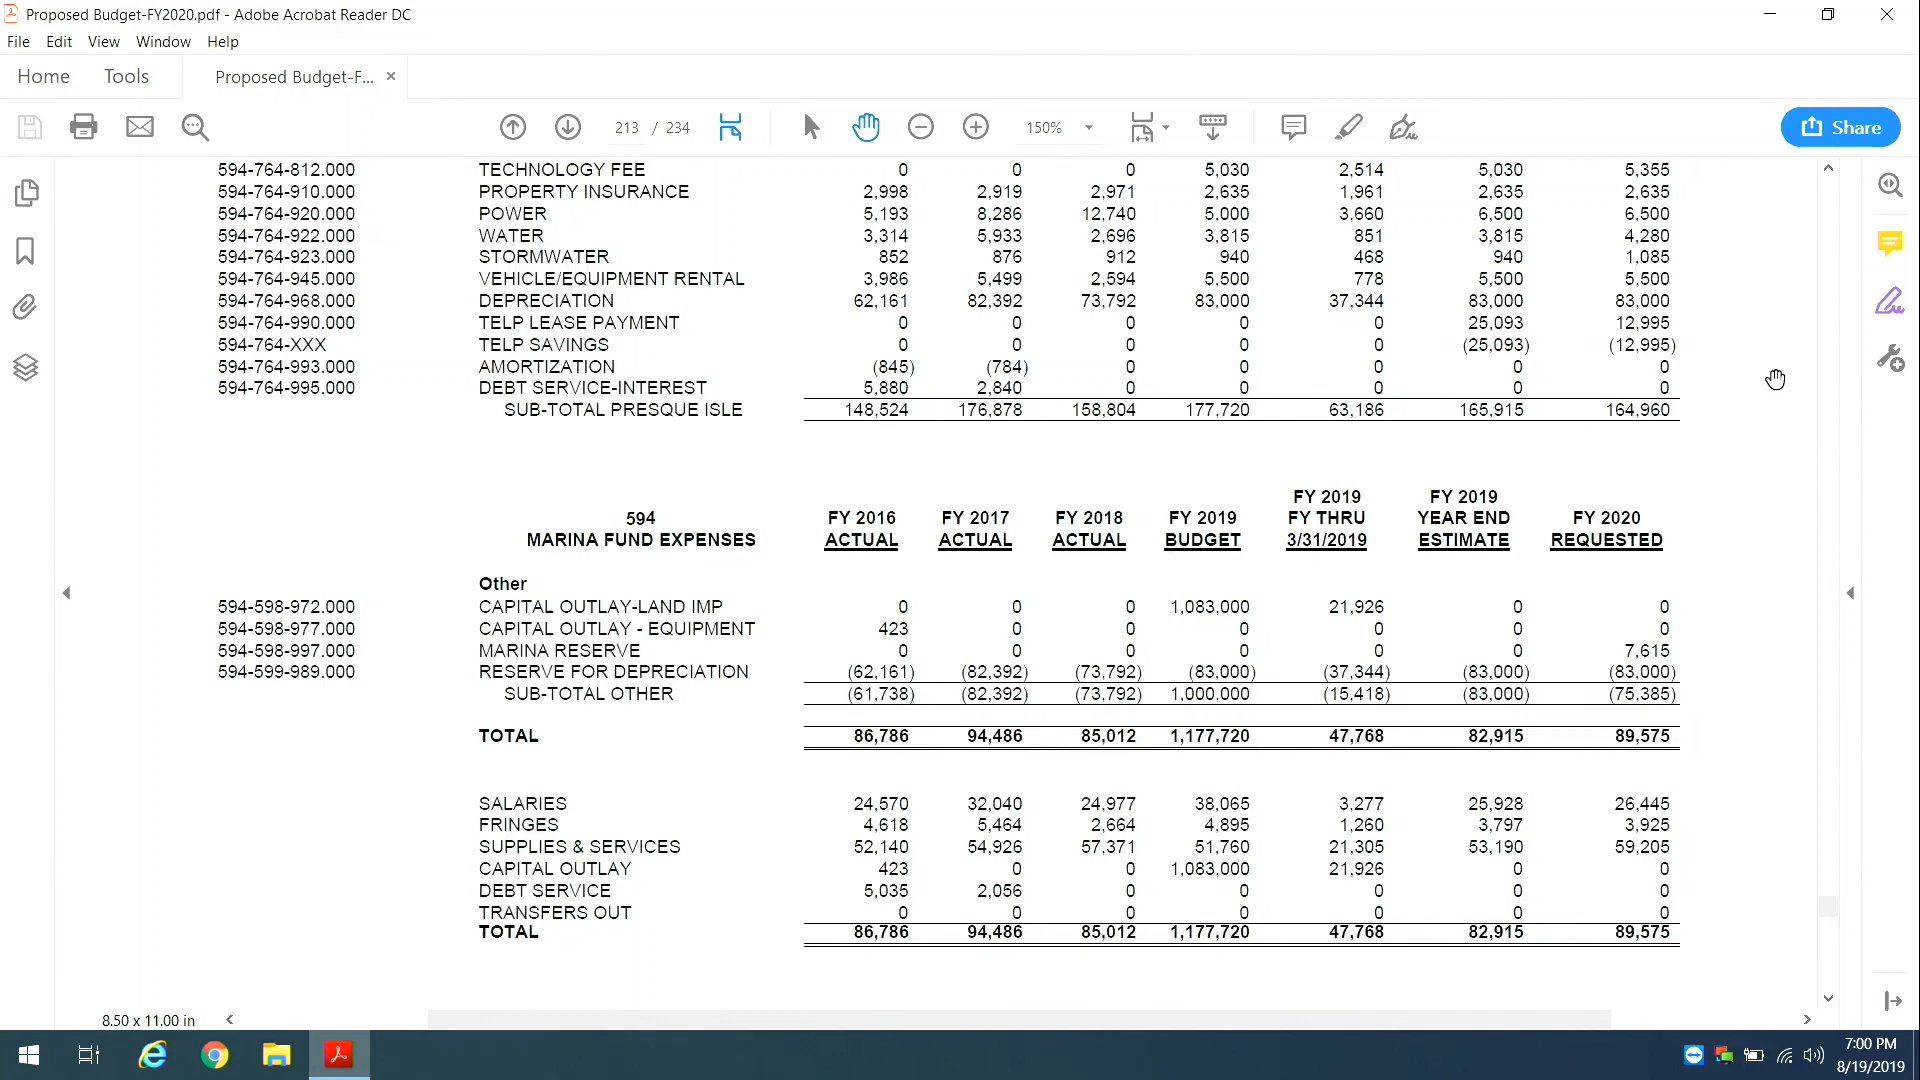 Proposed Budget-FY2020.pdf - Adobe Acrobat Reader DC
File Edit View Window Help
Home Tools Proposed Budget-F... ×
213 / 234 150% Share
594-764-812.000 TECHNOLOGY FEE 0 0 0 5,030 2,514 5,030 5,355
594-764-910.000 PROPERTY INSURANCE 2,998 2,919 2,971 2,635 1,961 2,635 2,635
594-764-920.000 POWER 5,193 8,286 12,740 5,000 3,660 6,500 6,500
594-764-922.000 WATER 3,314 5,933 2,696 3,815 851 3,815 4,280
594-764-923.000 STORMWATER 852 876 912 940 468 940 1,085
594-764-945.000 VEHICLE/EQUIPMENT RENTAL 3,986 5,499 2,594 5,500 778 5,500 5,500
594-764-968.000 DEPRECIATION 62,161 82,392 73,792 83,000 37,344 83,000 83,000
594-764-990.000 TELP LEASE PAYMENT 0 0 0 0 0 25,093 12,995
594-764-XXX TELP SAVINGS 0 0 0 0 0 (25,093) (12,995)
594-764-993.000 AMORTIZATION (845) (784) 0 0 0 0 0
594-764-995.000 DEBT SERVICE-INTEREST 5,880 2,840 0 0 0 0 0
SUB-TOTAL PRESQUE ISLE 148,524 176,878 158,804 177,720 63,186 165,915 164,960
FY 2019 FY 2019
594 FY 2016 FY 2017 FY 2018 FY 2019 FY THRU YEAR END FY 2020
MARINA FUND EXPENSES ACTUAL ACTUAL ACTUAL BUDGET 3/31/2019 ESTIMATE REQUESTED
Other
594-598-972.000 CAPITAL OUTLAY-LAND IMP 0 0 0 1,083,000 21,926 0 0
594-598-977.000 CAPITAL OUTLAY - EQUIPMENT 423 0 0 0 0 0 0
594-598-997.000 MARINA RESERVE 0 0 0 0 0 0 7,615
594-599-989.000 RESERVE FOR DEPRECIATION (62,161) (82,392) (73,792) (83,000) (37,344) (83,000) (83,000)
SUB-TOTAL OTHER (61,738) (82,392) (73,792) 1,000,000 (15,418) (83,000) (75,385)
TOTAL 86,786 94,486 85,012 1,177,720 47,768 82,915 89,575
SALARIES 24,570 32,040 24,977 38,065 3,277 25,928 26,445
FRINGES 4,618 5,464 2,664 4,895 1,260 3,797 3,925
SUPPLIES & SERVICES 52,140 54,926 57,371 51,760 21,305 53,190 59,205
CAPITAL OUTLAY 423 0 0 1,083,000 21,926 0 0
DEBT SERVICE 5,035 2,056 0 0 0 0 0
TRANSFERS OUT 0 0 0 0 0 0 0
TOTAL 86,786 94,486 85,012 1,177,720 47,768 82,915 89,575
8.50 x 11.00 in
7:00 PM
8/19/2019